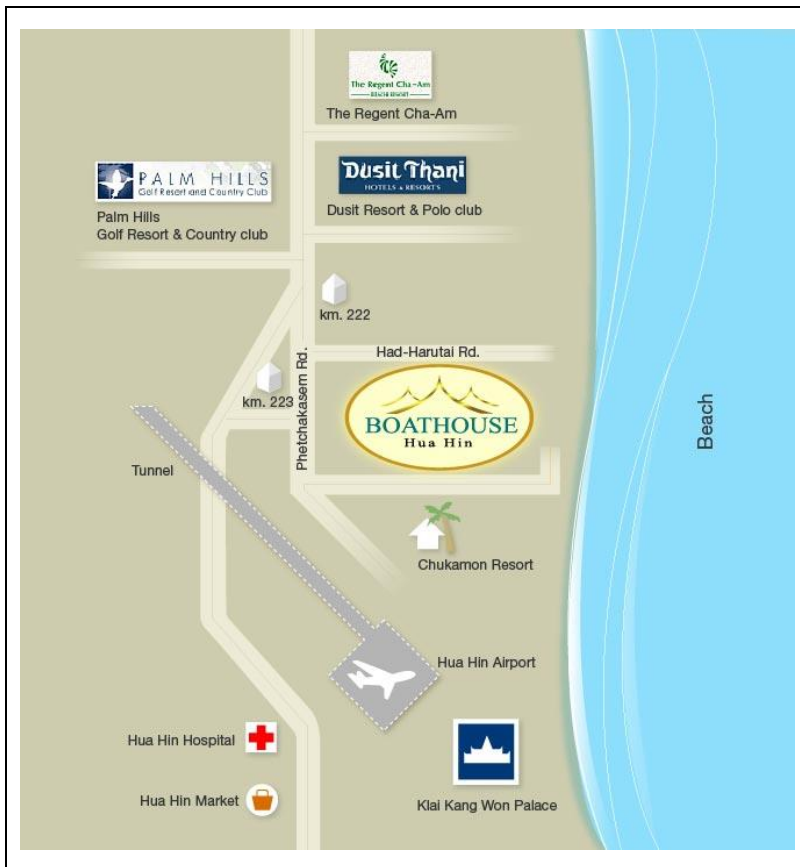 The Regent Cha-Am
BEACH RESORT
The Regent Cha-Am
PALM HILLS
Golf Resort and Country Club
Palm Hills
Golf Resort & Country club
Dusit Thani
HOTELS & RESORTS
Dusit Resort & Polo club
km. 222
Had-Harutai Rd.
Phetchakasem Rd.
km. 223
BOATHOUSE
Hua Hin
Beach
Tunnel
Chukamon Resort
Hua Hin Airport
Hua Hin Hospital
Hua Hin Market
Klai Kang Won Palace